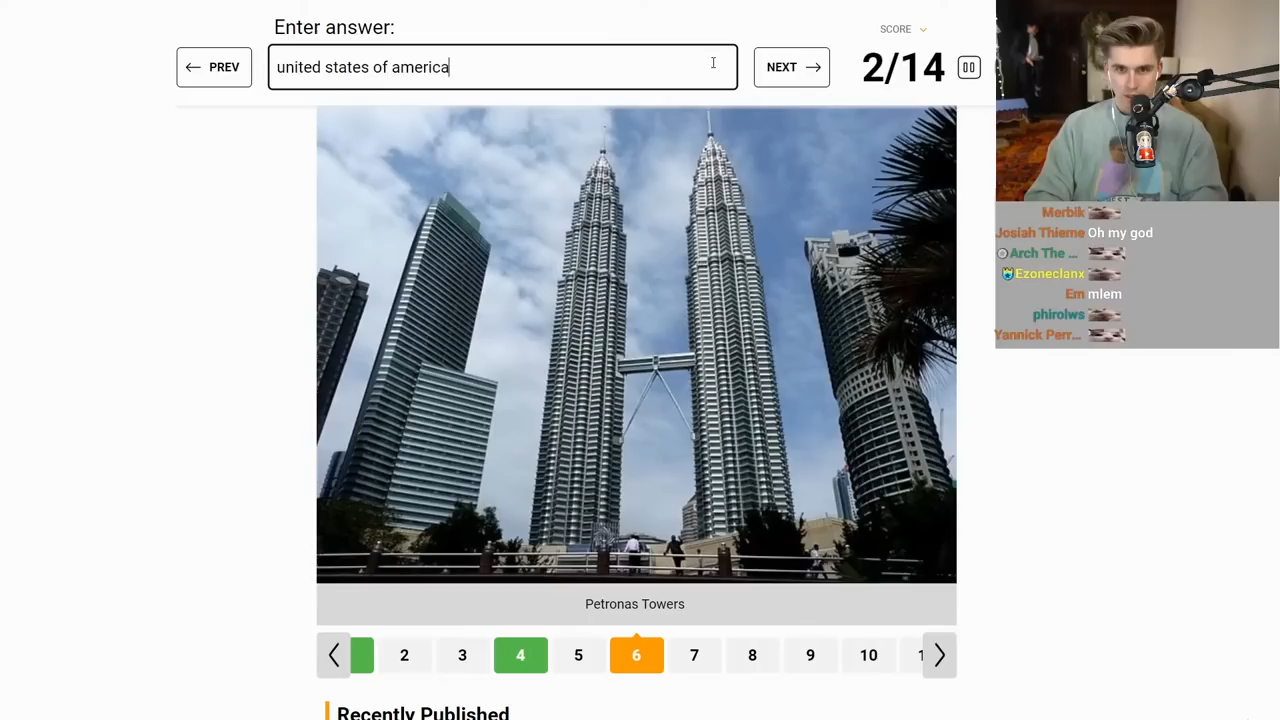 Enter answer:
← PREV
united states of america
NEXT →
SCORE
2/14
Merbik
Josiah Thieme Oh my god
Arch The ...
Ezoneclanx
Em mlem
phirolws
Yannick Perr...
Petronas Towers
2 3 4 5 6 7 8 9 10
Recently Published